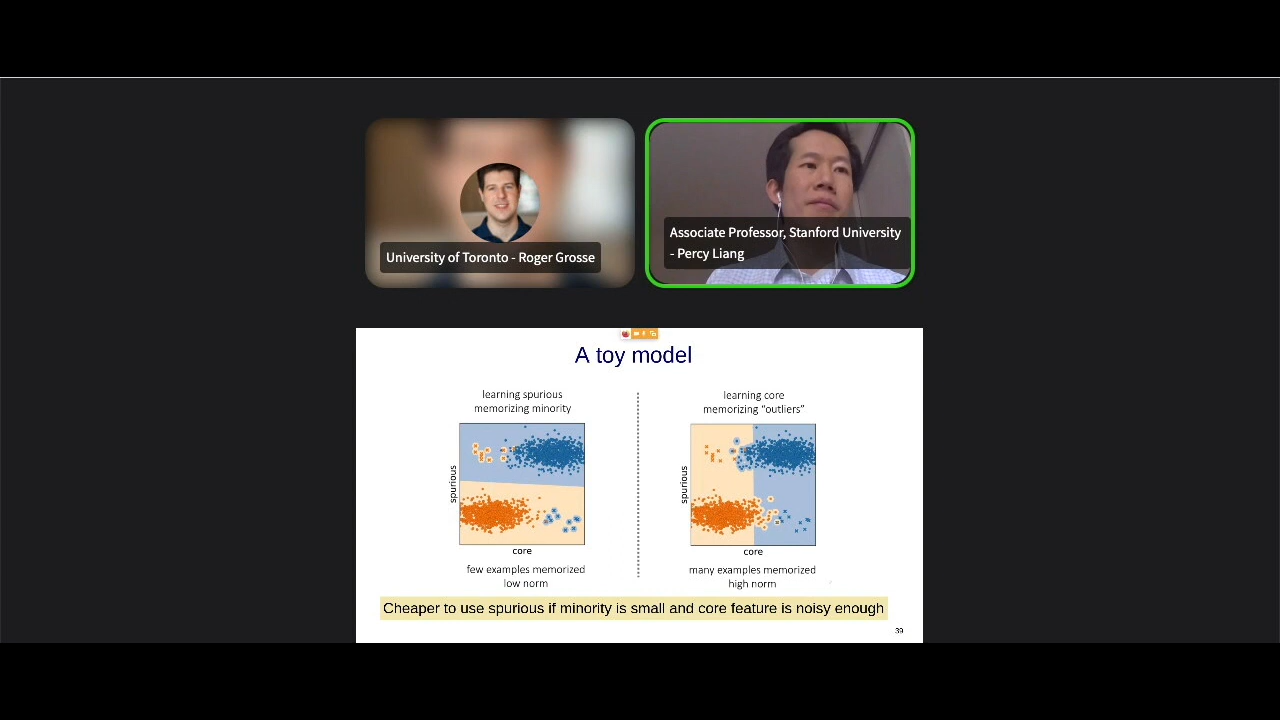 University of Toronto - Roger Grosse
Associate Professor, Stanford University
- Percy Liang
A toy model
learning spurious
memorizing minority
spurious
core
few examples memorized
low norm
learning core
memorizing “outliers”
spurious
core
many examples memorized
high norm
Cheaper to use spurious if minority is small and core feature is noisy enough
39